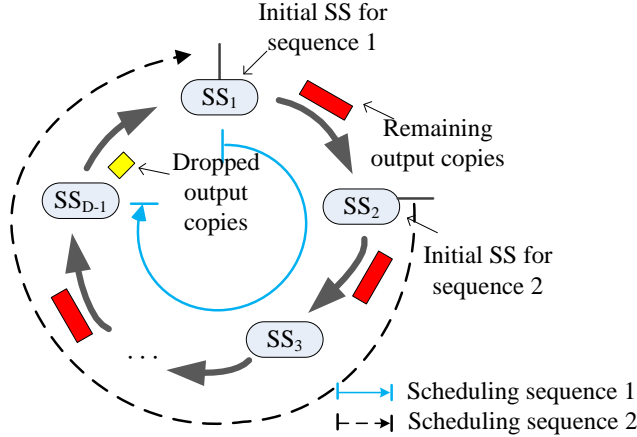 Initial SS for
sequence 1
SS1
Remaining
output copies
Dropped
output
copies
SSD-1
SS2
Initial SS for
sequence 2
SS3
. . .
Scheduling sequence 1
Scheduling sequence 2